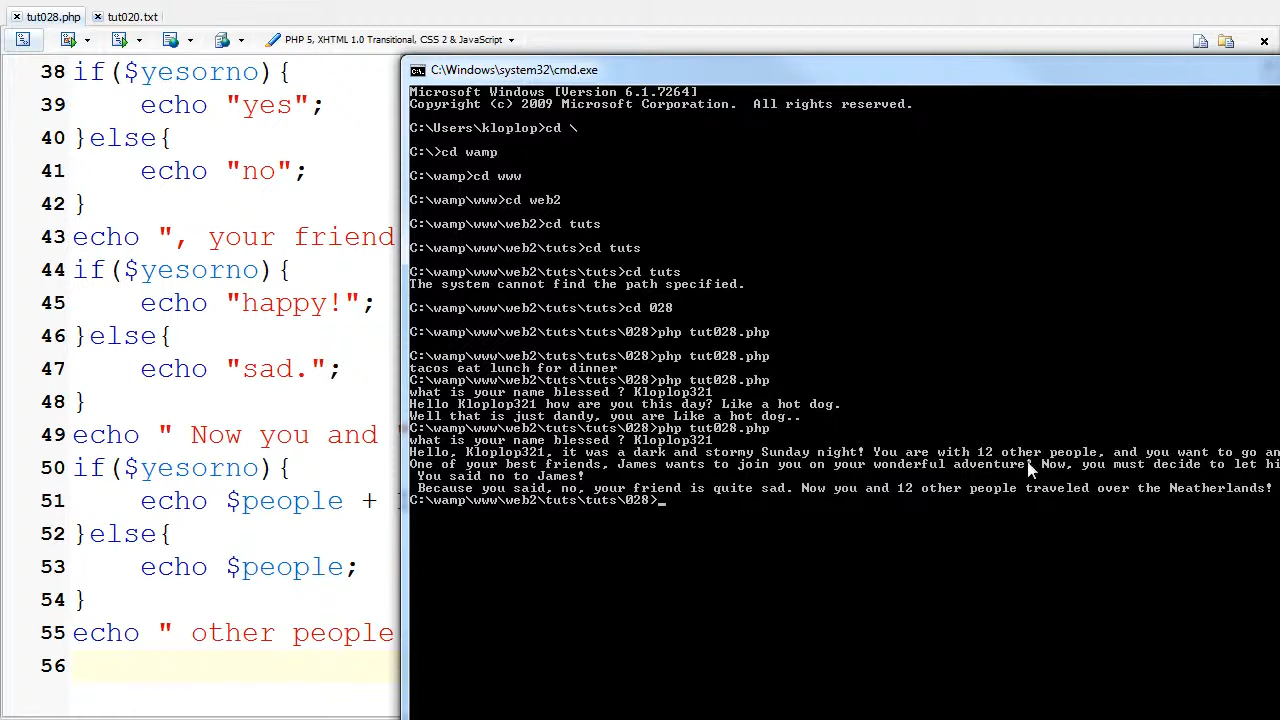 tut028.php tut020.txt
PHP 5, XHTML 1.0 Transitional, CSS 2 & JavaScript
38 if($yesorno){
39 echo "yes";
40 }else{
41 echo "no";
42 }
43 echo ", your friend
44 if($yesorno){
45 echo "happy!";
46 }else{
47 echo "sad.";
48 }
49 echo " Now you and "
50 if($yesorno){
51 echo $people +
52 }else{
53 echo $people;
54 }
55 echo " other people
56
C:\Windows\system32\cmd.exe
Microsoft Windows [Version 6.1.7264]
Copyright (c) 2009 Microsoft Corporation. All rights reserved.
C:\Users\kloplop>cd \
C:\>cd wamp
C:\wamp>cd www
C:\wamp\www>cd web2
C:\wamp\www\web2>cd tuts
C:\wamp\www\web2\tuts>cd tuts
C:\wamp\www\web2\tuts\tuts>cd tuts
The system cannot find the path specified.
C:\wamp\www\web2\tuts\tuts>cd 028
C:\wamp\www\web2\tuts\tuts\028>php tut028.php
C:\wamp\www\web2\tuts\tuts\028>php tut028.php
tacos eat lunch for dinner
C:\wamp\www\web2\tuts\tuts\028>php tut028.php
what is your name blessed ? Kloplop321
Hello Kloplop321 how are you this day? Like a hot dog.
Well that is just dandy, you are Like a hot dog..
C:\wamp\www\web2\tuts\tuts\028>php tut028.php
what is your name blessed ? Kloplop321
Hello, Kloplop321, it was a dark and stormy Sunday night! You are with 12 other people, and you want to go an
One of your best friends, James wants to join you on your wonderful adventure! Now, you must decide to let hi
You said no to James!
Because you said, no, your friend is quite sad. Now you and 12 other people traveled over the Neatherlands!
C:\wamp\www\web2\tuts\tuts\028>_